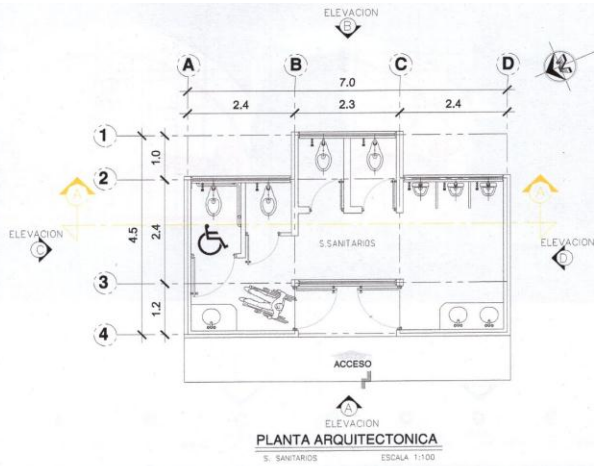 ELEVACION
B
A B C D
7.0
2.4 2.3 2.4
1
1.0
2
A
A
2.4
4.5
ELEVACION
C
ELEVACION
D
S.SANITARIOS
3
1.2
4
ACCESO
A
ELEVACION
PLANTA ARQUITECTONICA
S. SANITARIOS ESCALA 1:100